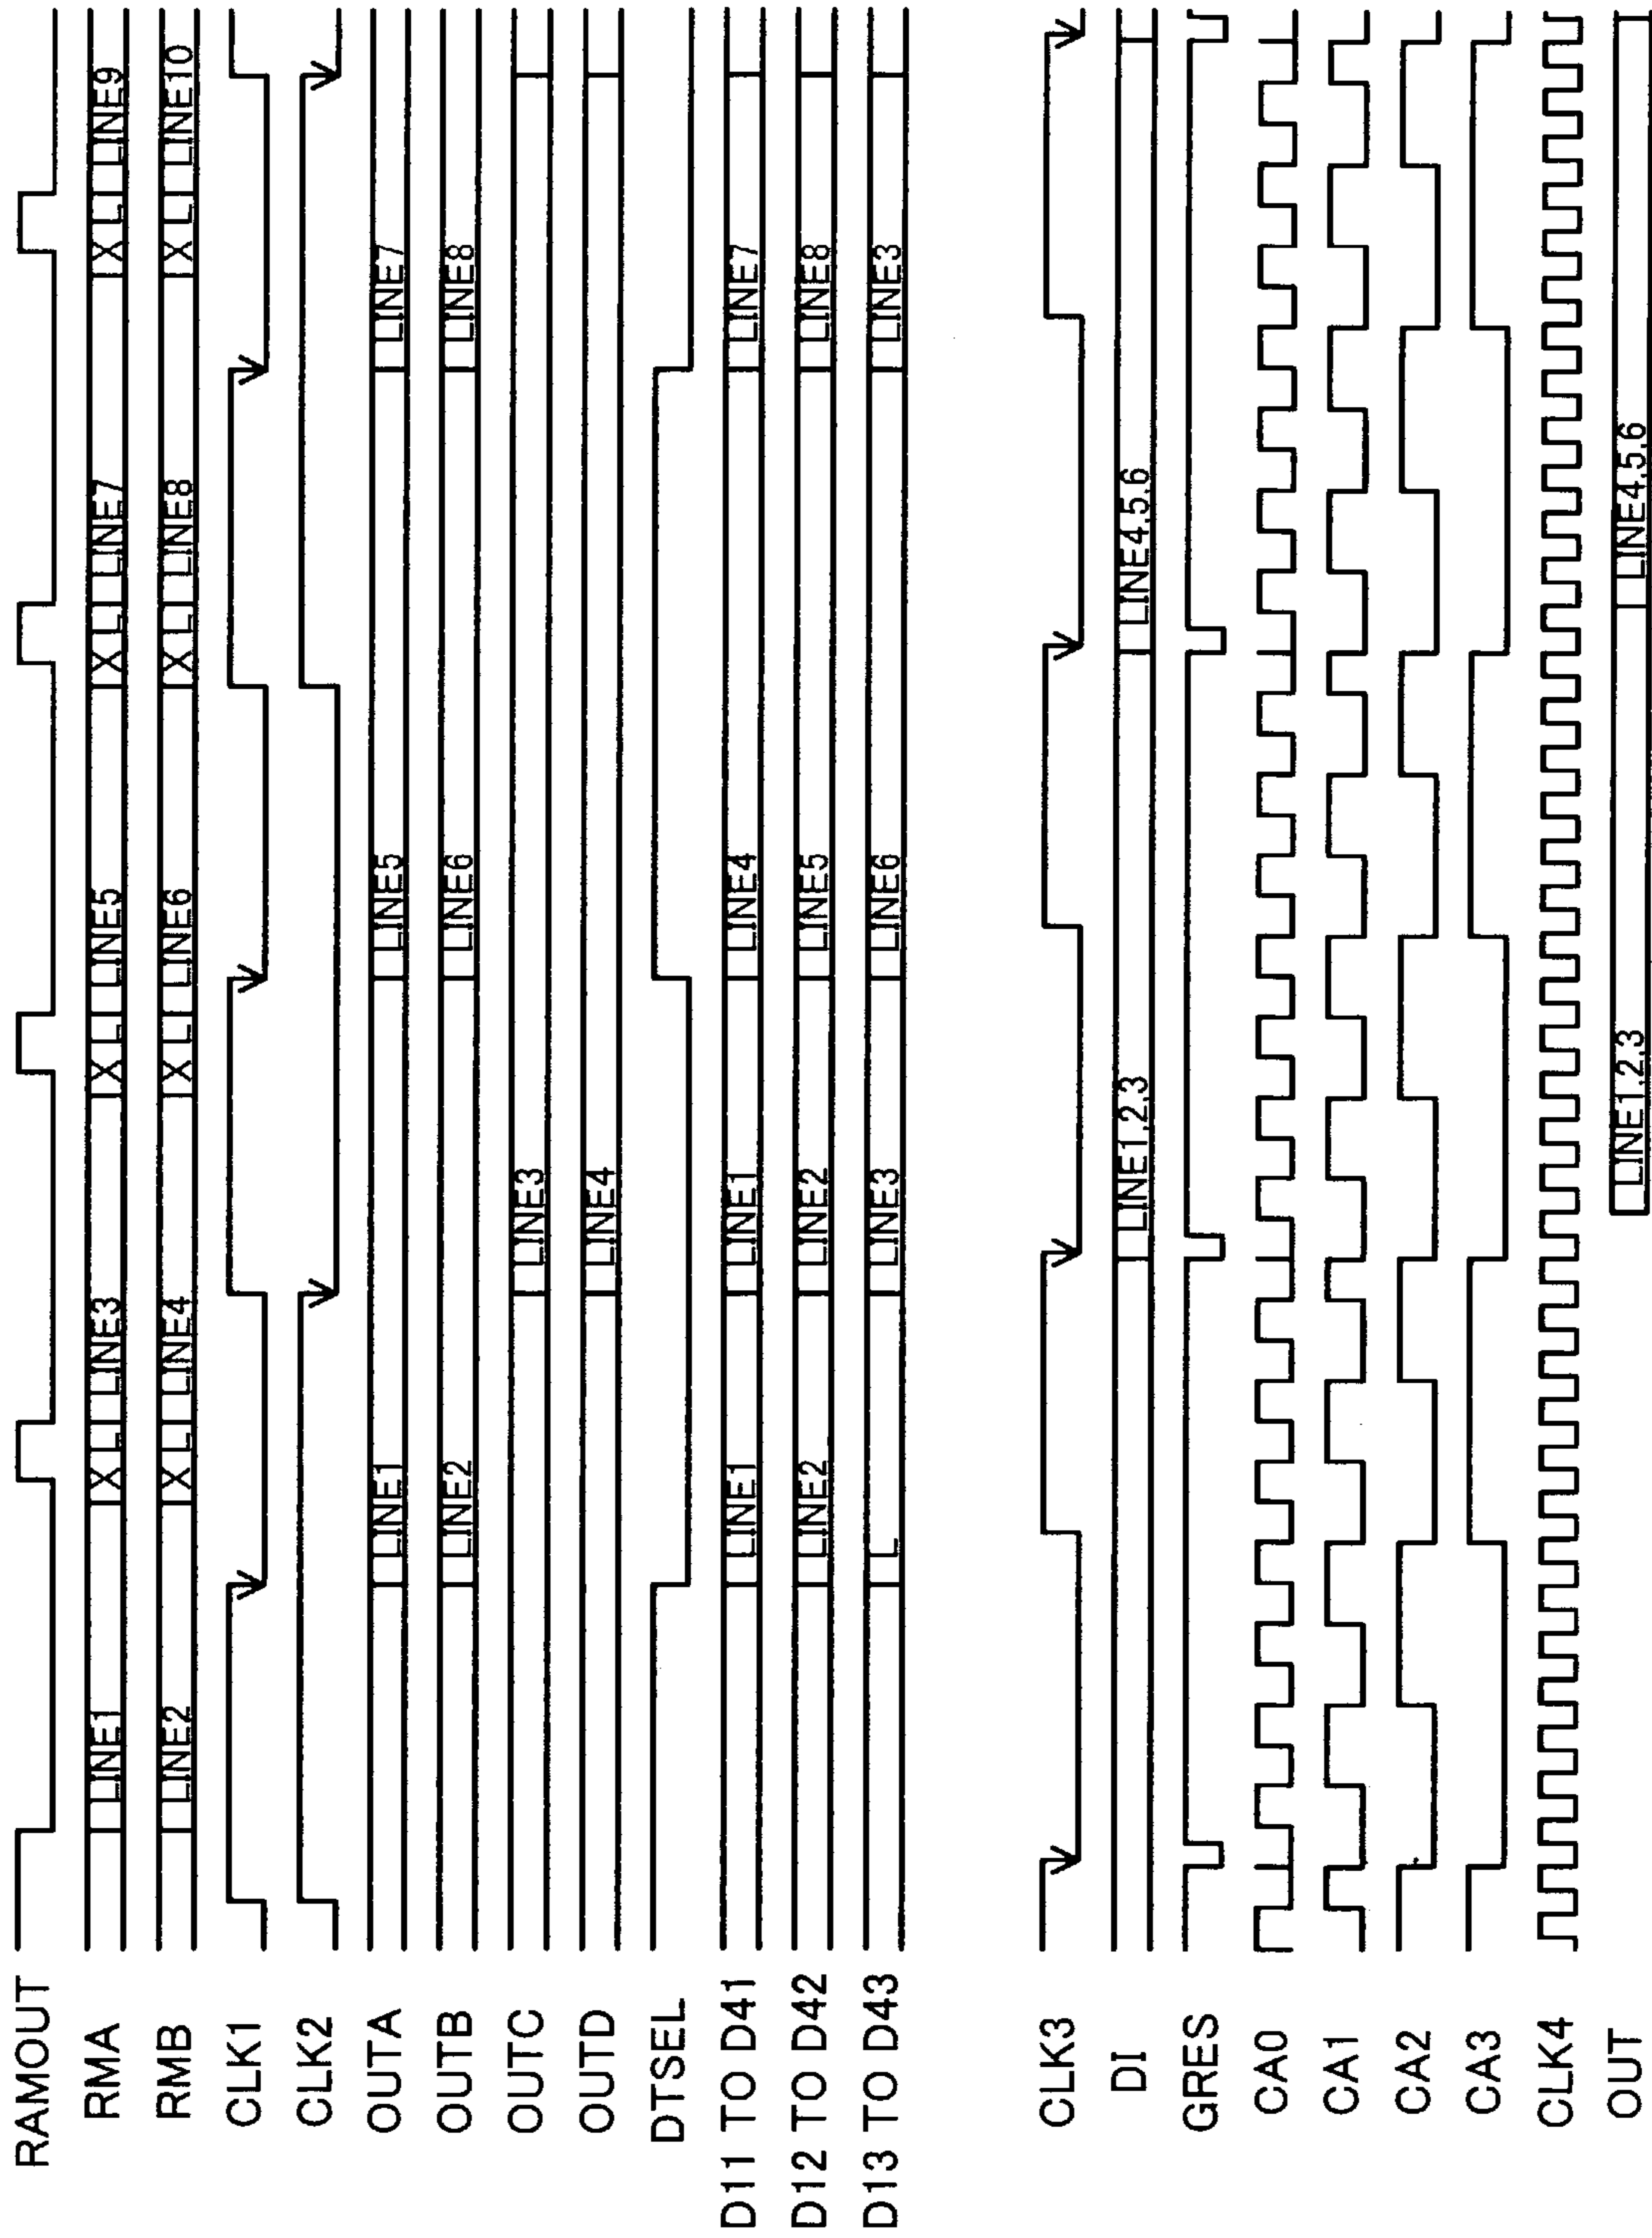 RAMOUT
RMA LINE1 X L LINE3 X L LINE5 X L LINE7 X L LINE9
RMB LINE2 X L LINE4 X L LINE6 X L LINE8 X L LINE10
CLK1
CLK2
OUTA LINE1 LINE5 LINE7
OUTB LINE2 LINE6 LINE8
OUTC LINE3
OUTD LINE4
DTSEL
D11 TO D41 LINE1 LINE1 LINE4 LINE7
D12 TO D42 LINE2 LINE2 LINE5 LINE8
D13 TO D43 L LINE3 LINE6 LINE3
CLK3
DI LINE1,2,3 LINE4,5,6
GRES
CA0
CA1
CA2
CA3
CLK4
OUT LINE1,2,3 LINE4,5,6